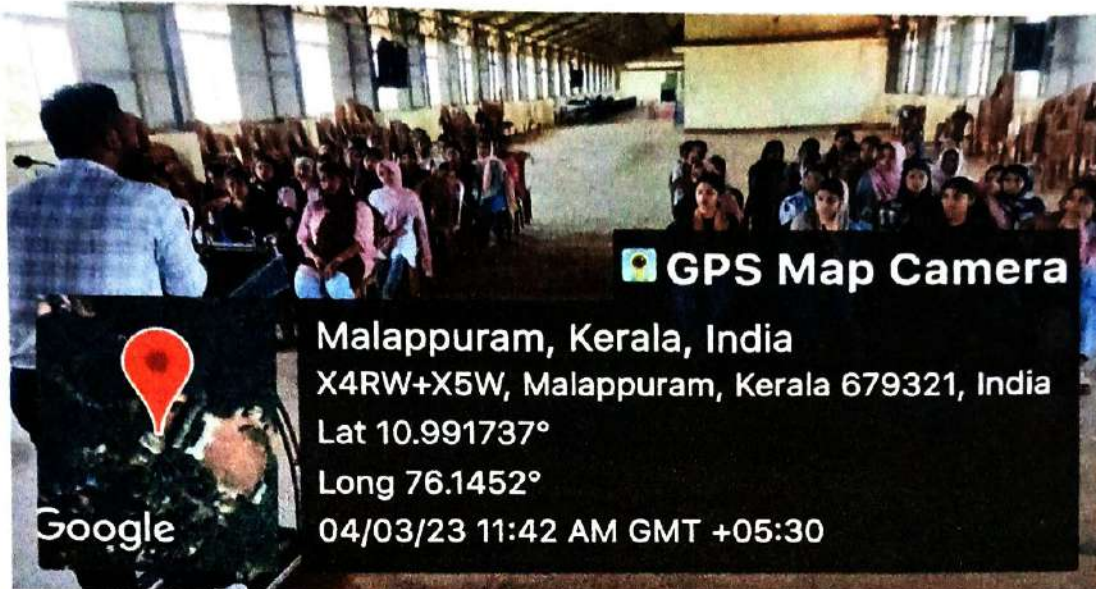 GPS Map Camera
Malappuram, Kerala, India
X4RW+X5W, Malappuram, Kerala 679321, India
Lat 10.991737°
Long 76.1452°
04/03/23 11:42 AM GMT +05:30
Google